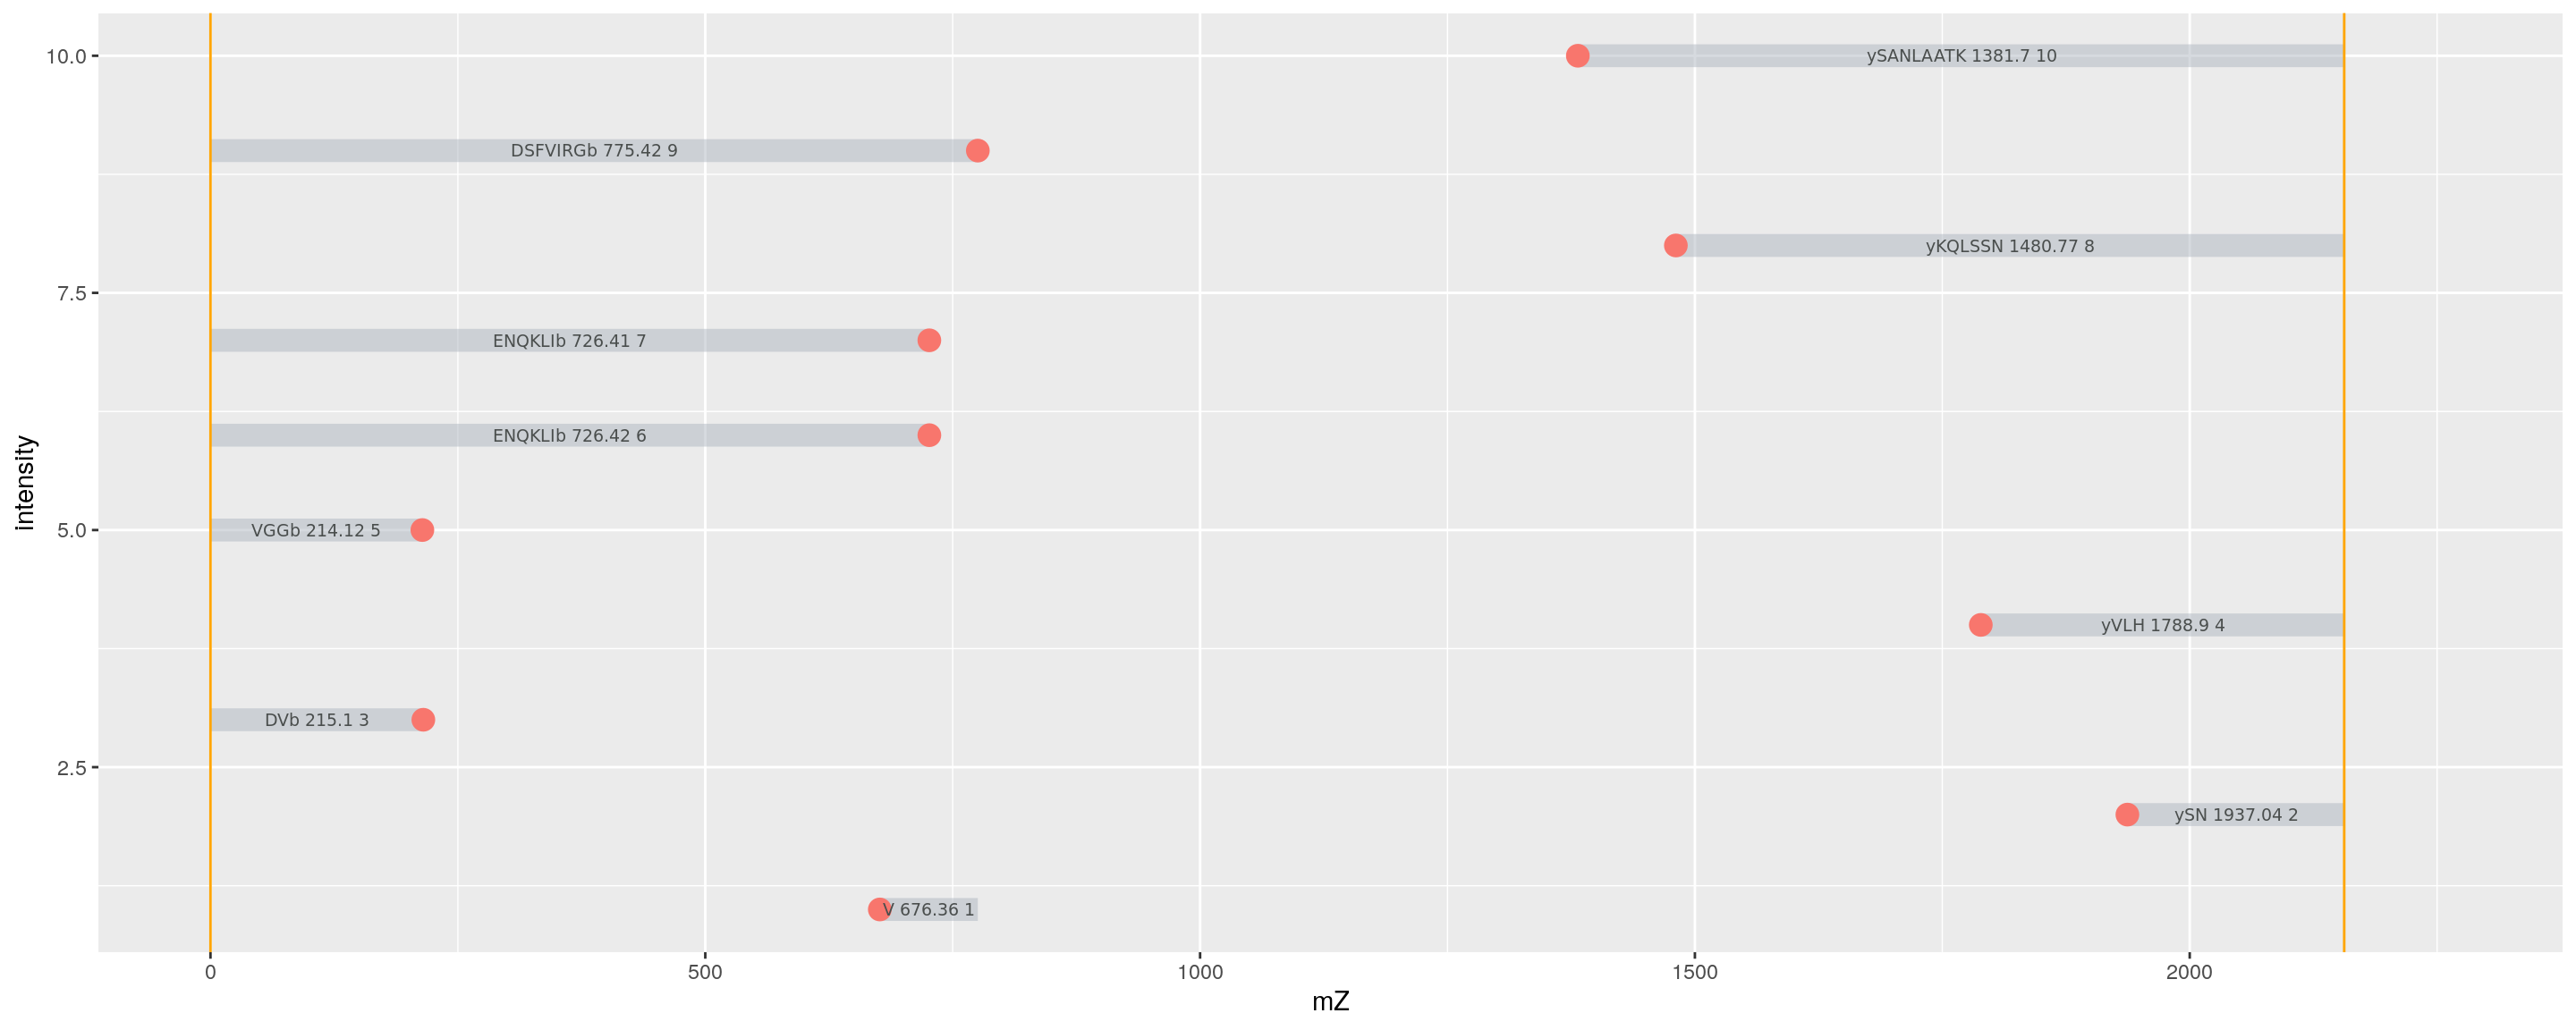 10.0
ySANLAATK 1381.7 10
DSFVIRGb 775.42 9
yKQLSSN 1480.77 8
7.5
ENQKLIb 726.41 7
ENQKLIb 726.42 6
5.0
VGGb 214.12 5
yVLH 1788.9 4
DVb 215.1 3
2.5
ySN 1937.04 2
V 676.36 1
intensity
0 500 1000 1500 2000
mZ